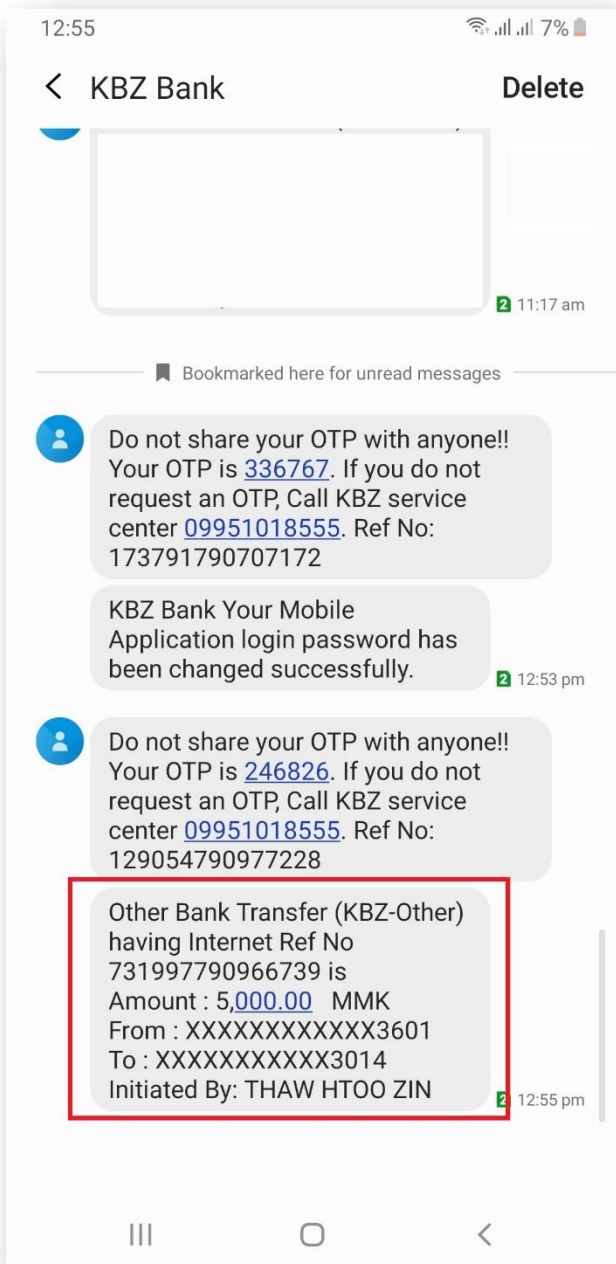 12:55
7%
KBZ Bank
Delete
11:17 am
Bookmarked here for unread messages
Do not share your OTP with anyone!!
Your OTP is 336767. If you do not
request an OTP, Call KBZ service
center 09951018555. Ref No:
173791790707172
KBZ Bank Your Mobile
Application login password has
been changed successfully.
2 12:53 pm
Do not share your OTP with anyone!!
Your OTP is 246826. If you do not
request an OTP, Call KBZ service
center 09951018555. Ref No:
129054790977228
Other Bank Transfer (KBZ-Other)
having Internet Ref No
731997790966739 is
Amount : 5,000.00 MMK
From : XXXXXXXXXXXX3601
To : XXXXXXXXXXX3014
Initiated By: THAW HTOO ZIN
2 12:55 pm